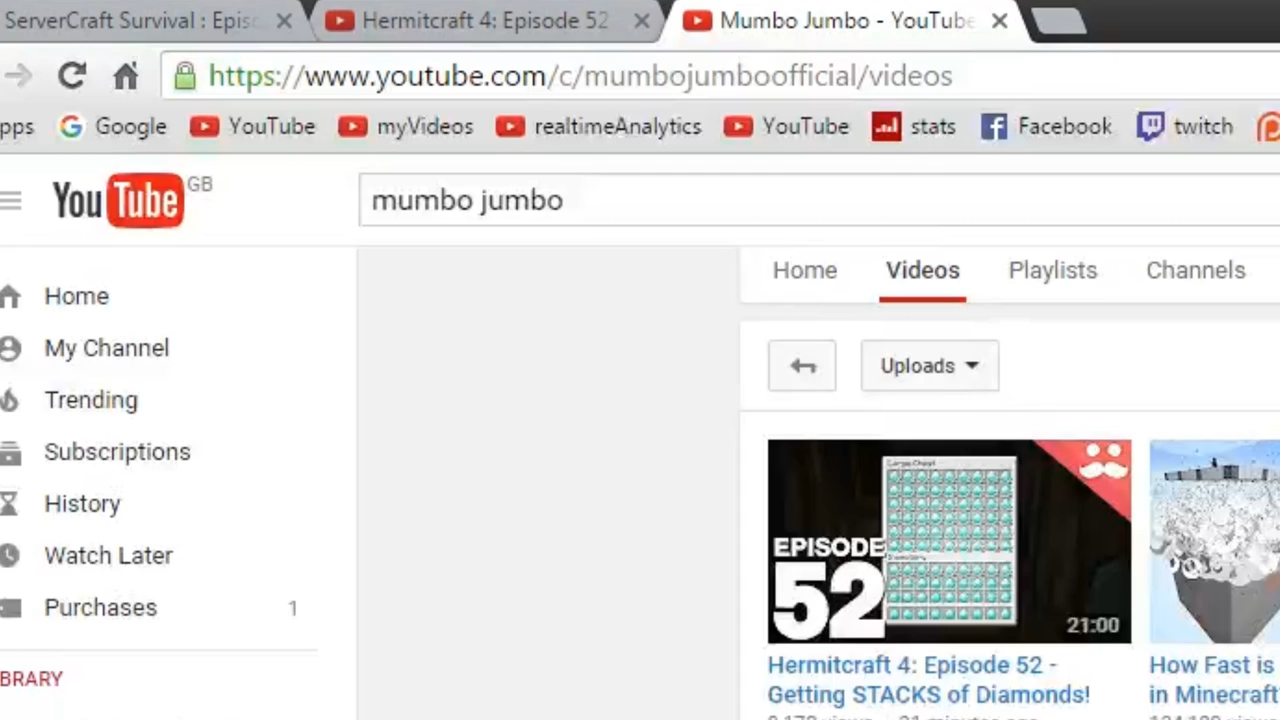 ServerCraft Survival : Epis
Hermitcraft 4: Episode 52
Mumbo Jumbo - YouTube
https://www.youtube.com/c/mumbojumboofficial/videos
pps Google YouTube myVideos realtimeAnalytics YouTube stats Facebook twitch
YouTube GB
mumbo jumbo
Home Videos Playlists Channels
Home
My Channel
Trending
Subscriptions
History
Watch Later
Purchases 1
BRARY
Uploads
EPISODE
52
21:00
Hermitcraft 4: Episode 52 -
Getting STACKS of Diamonds!
How Fast is
in Minecraft